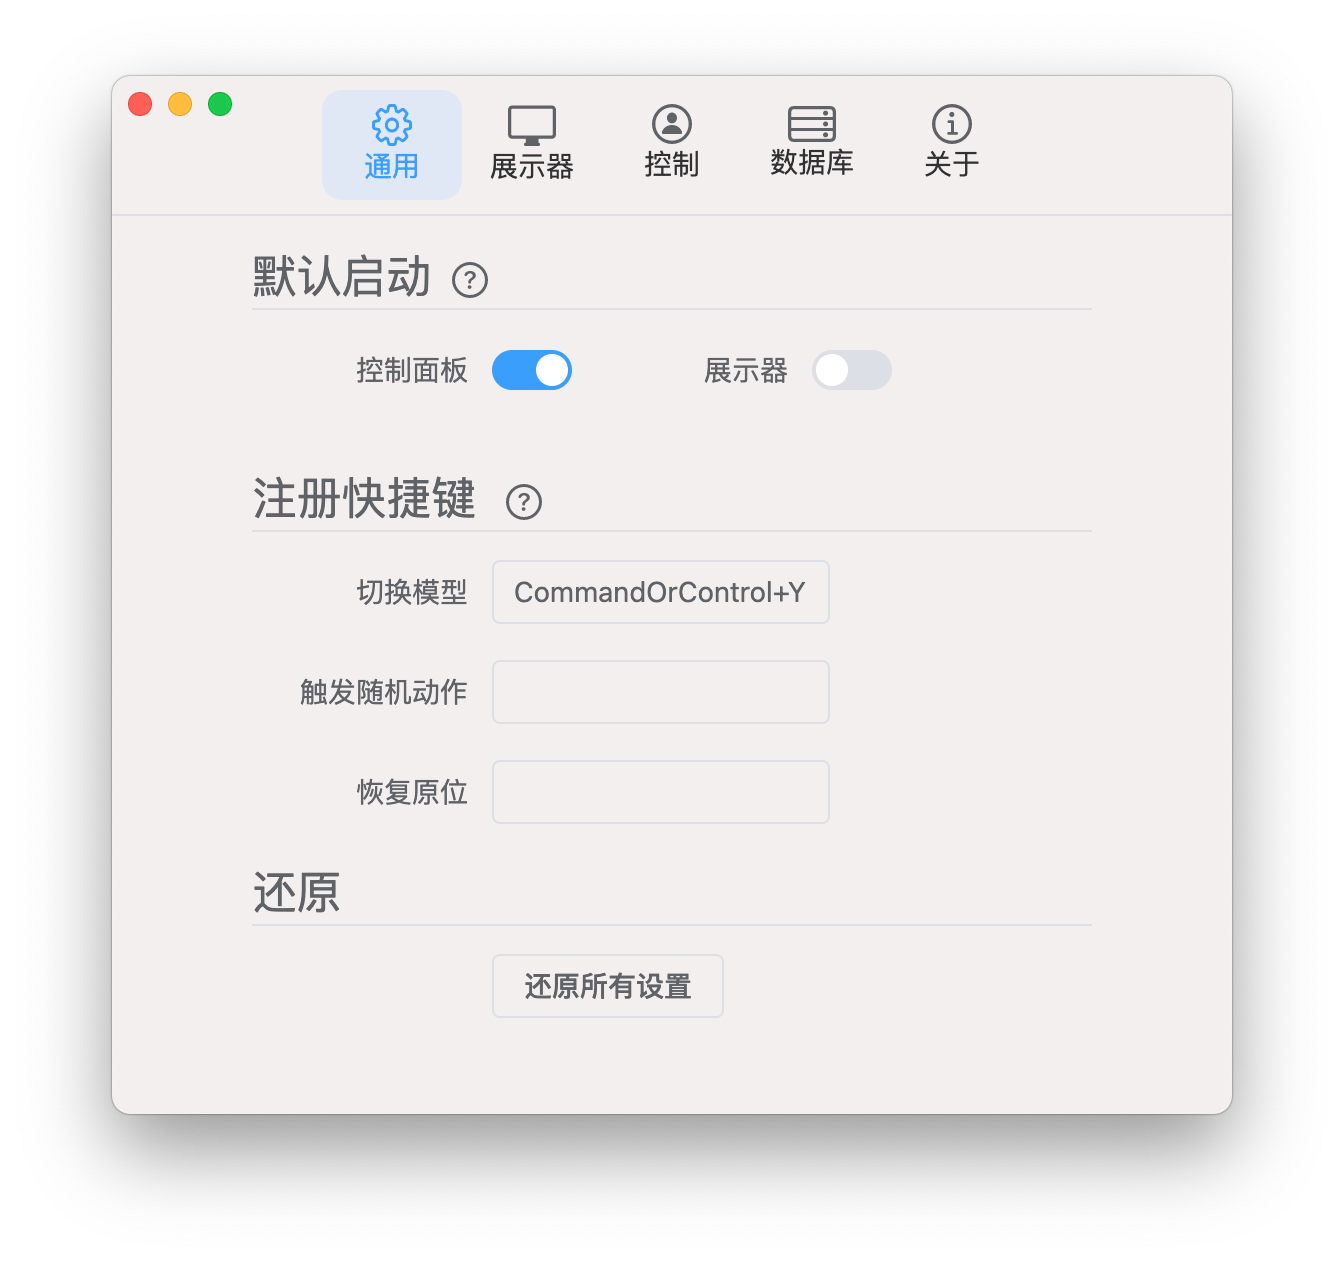 通用 展示器 控制 数据库 关于
默认启动 ?
控制面板 展示器
注册快捷键 ?
切换模型 CommandOrControl+Y
触发随机动作
恢复原位
还原
还原所有设置